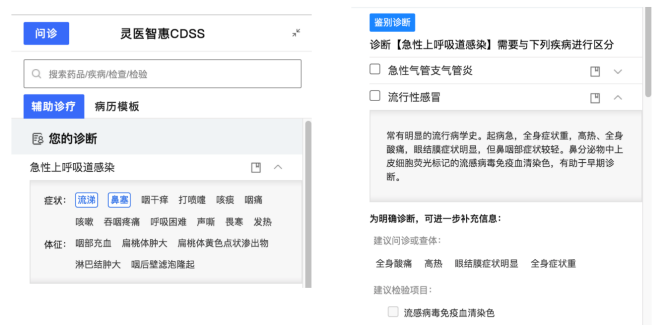 问诊
灵医智惠CDSS
搜索药品/疾病/检查/检验
辅助诊疗 病历模板
您的诊断
急性上呼吸道感染
症状： 流涕 鼻塞 咽干痒 打喷嚏 咳痰 咽痛
咳嗽 吞咽疼痛 呼吸困难 声嘶 畏寒 发热
体征： 咽部充血 扁桃体肿大 扁桃体黄色点状渗出物
淋巴结肿大 咽后壁滤泡隆起
鉴别诊断
诊断【急性上呼吸道感染】需要与下列疾病进行区分
急性气管支气管炎
流行性感冒
常有明显的流行病学史。起病急，全身症状重，高热、全身
酸痛，眼结膜症状明显，但鼻咽部症状较轻。鼻分泌物中上
皮细胞荧光标记的流感病毒免疫血清染色，有助于早期诊
断。
为明确诊断，可进一步补充信息：
建议问诊或查体：
全身酸痛 高热 眼结膜症状明显 全身症状重
建议检验项目：
流感病毒免疫血清染色